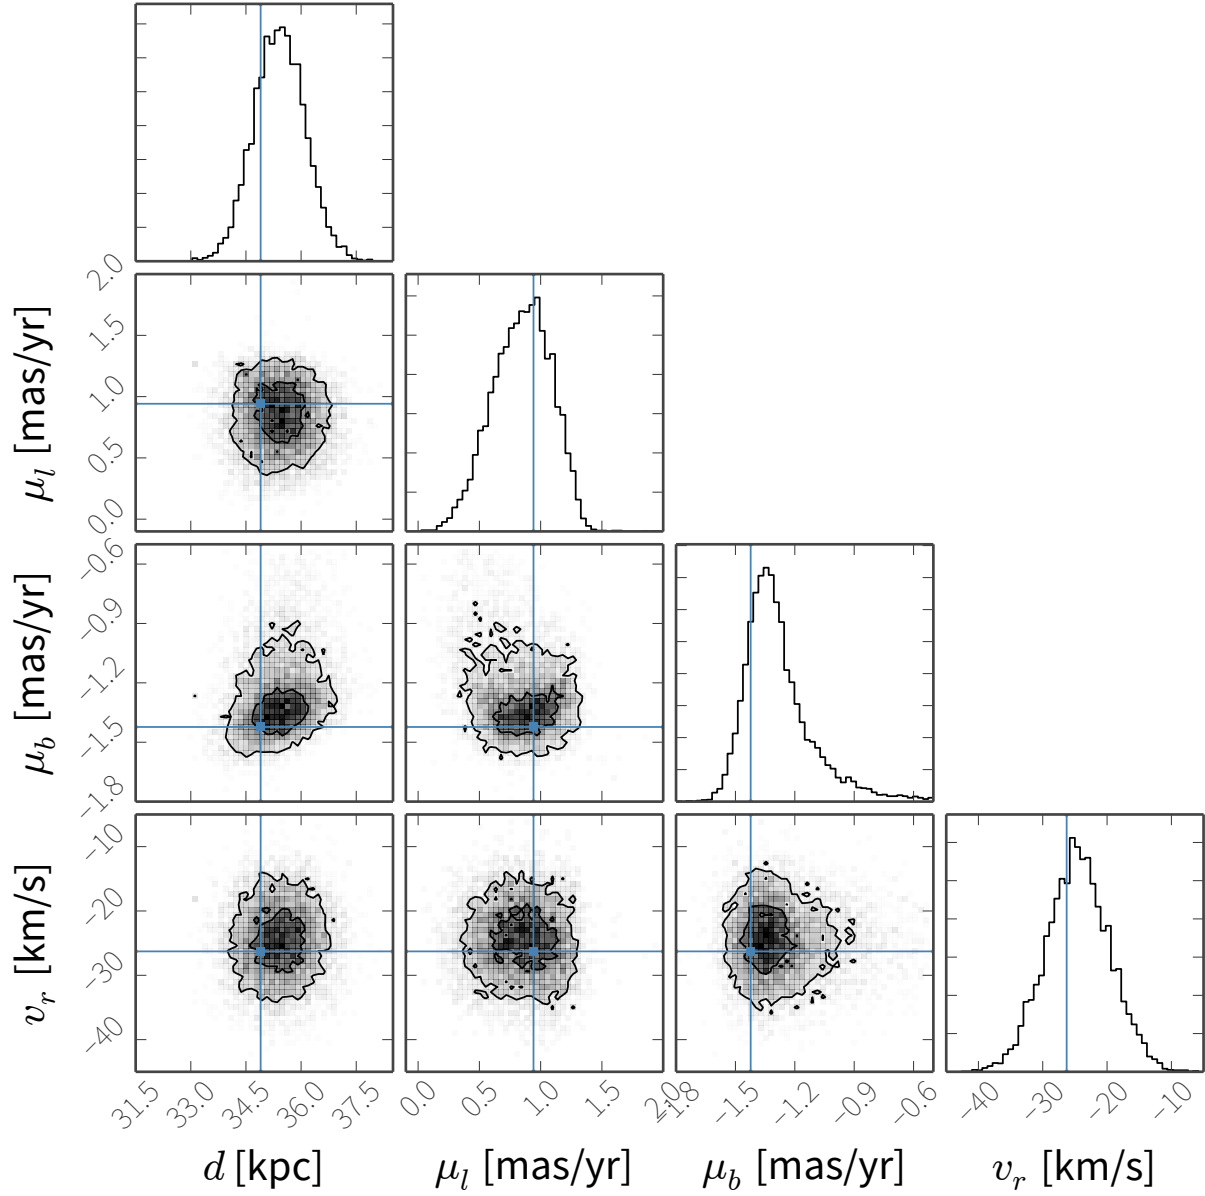 2.0
1.5
1.0
0.5
0.0
μ_l [mas/yr]
−0.6
−0.9
−1.2
−1.5
−1.8
μ_b [mas/yr]
−10
−20
−30
−40
v_r [km/s]
31.5 33.0 34.5 36.0 37.5
0.0 0.5 1.0 1.5 2.0
−1.8 −1.5 −1.2 −0.9 −0.6
−40 −30 −20 −10
d [kpc] μ_l [mas/yr] μ_b [mas/yr] v_r [km/s]